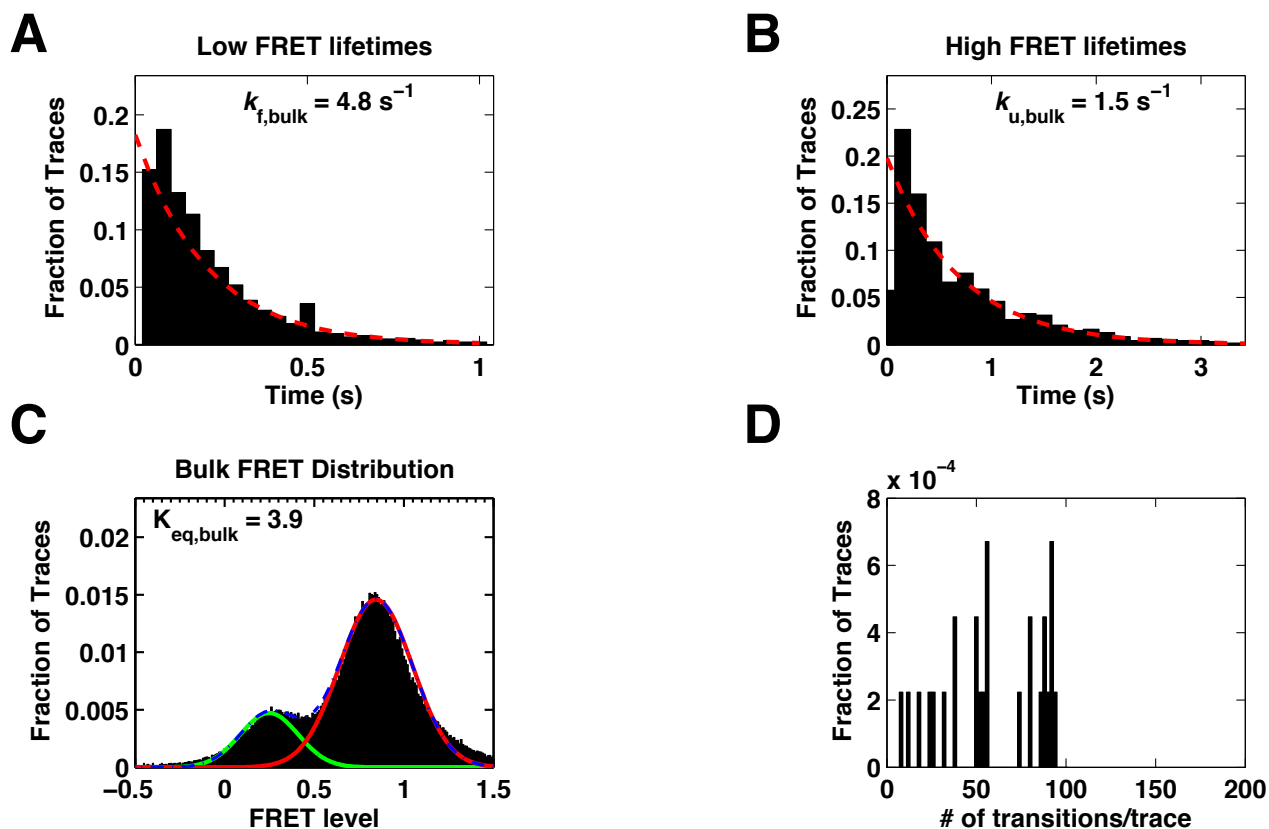 A
Low FRET lifetimes
k_f,bulk = 4.8 s⁻¹
Fraction of Traces
0.2
0.15
0.1
0.05
0
0 0.5 1
Time (s)
B
High FRET lifetimes
k_u,bulk = 1.5 s⁻¹
Fraction of Traces
0.25
0.2
0.15
0.1
0.05
0
0 1 2 3
Time (s)
C
Bulk FRET Distribution
K_eq,bulk = 3.9
Fraction of Traces
0.02
0.015
0.01
0.005
0
−0.5 0 0.5 1 1.5
FRET level
D
x 10⁻⁴
Fraction of Traces
8
6
4
2
0
0 50 100 150 200
# of transitions/trace